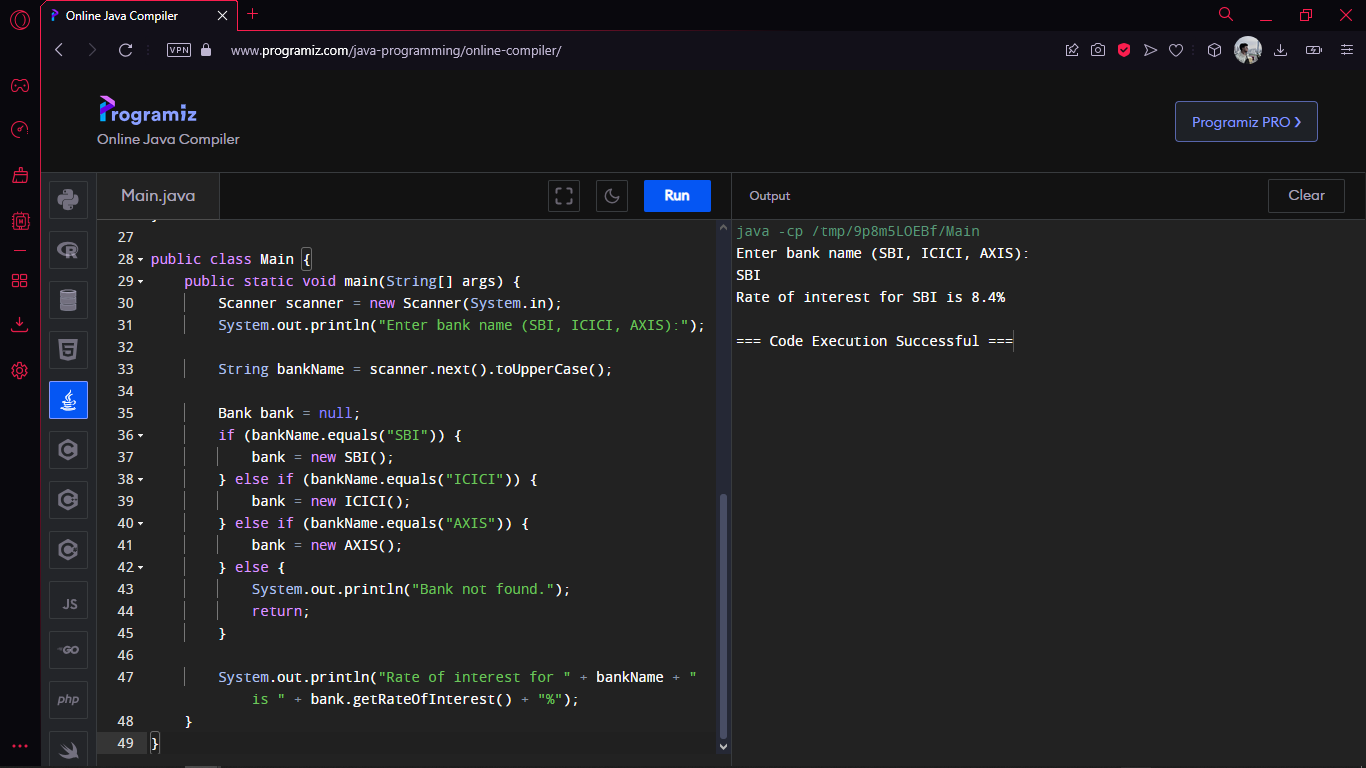 Online Java Compiler
VPN
www.programiz.com/java-programming/online-compiler/
Programiz
Online Java Compiler
Programiz PRO
Main.java
Run
Output
Clear
27
28 public class Main {
29 public static void main(String[] args) {
30 Scanner scanner = new Scanner(System.in);
31 System.out.println("Enter bank name (SBI, ICICI, AXIS):");
32
33 String bankName = scanner.next().toUpperCase();
34
35 Bank bank = null;
36 if (bankName.equals("SBI")) {
37 bank = new SBI();
38 } else if (bankName.equals("ICICI")) {
39 bank = new ICICI();
40 } else if (bankName.equals("AXIS")) {
41 bank = new AXIS();
42 } else {
43 System.out.println("Bank not found.");
44 return;
45 }
46
47 System.out.println("Rate of interest for " + bankName + "
is " + bank.getRateOfInterest() + "%");
48 }
49 }
java -cp /tmp/9p8m5LOEBf/Main
Enter bank name (SBI, ICICI, AXIS):
SBI
Rate of interest for SBI is 8.4%
=== Code Execution Successful ===
JS
GO
php